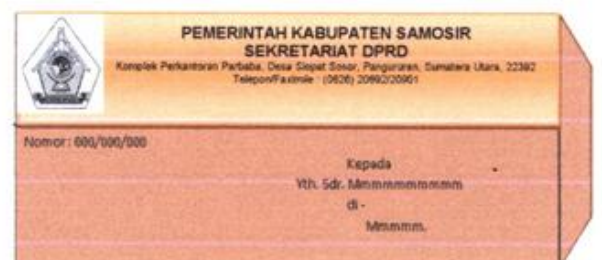 PEMERINTAH KABUPATEN SAMOSIR
SEKRETARIAT DPRD
Komplek Perkantoran Parbaba, Desa Siopat Sosor, Pangururan, Sumatera Utara, 22392
Telepon/Faximile : (0626) 20692/20901
Nomor : 000/000/000
Kepada
Yth. Sdr. Mmmmmmmmmm
di -
Mmmmm.